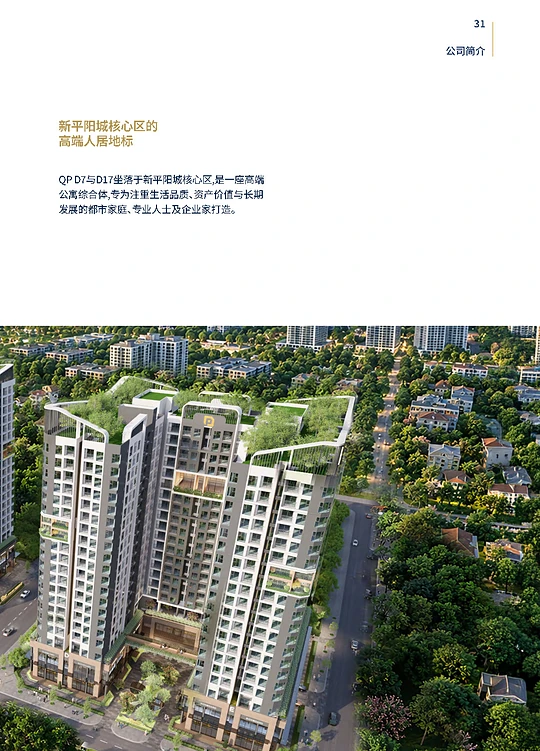 31
公司简介
新平阳城核心区的
高端人居地标
QP D7与D17坐落于新平阳城核心区,是一座高端
公寓综合体,专为注重生活品质、资产价值与长期
发展的都市家庭、专业人士及企业家打造。